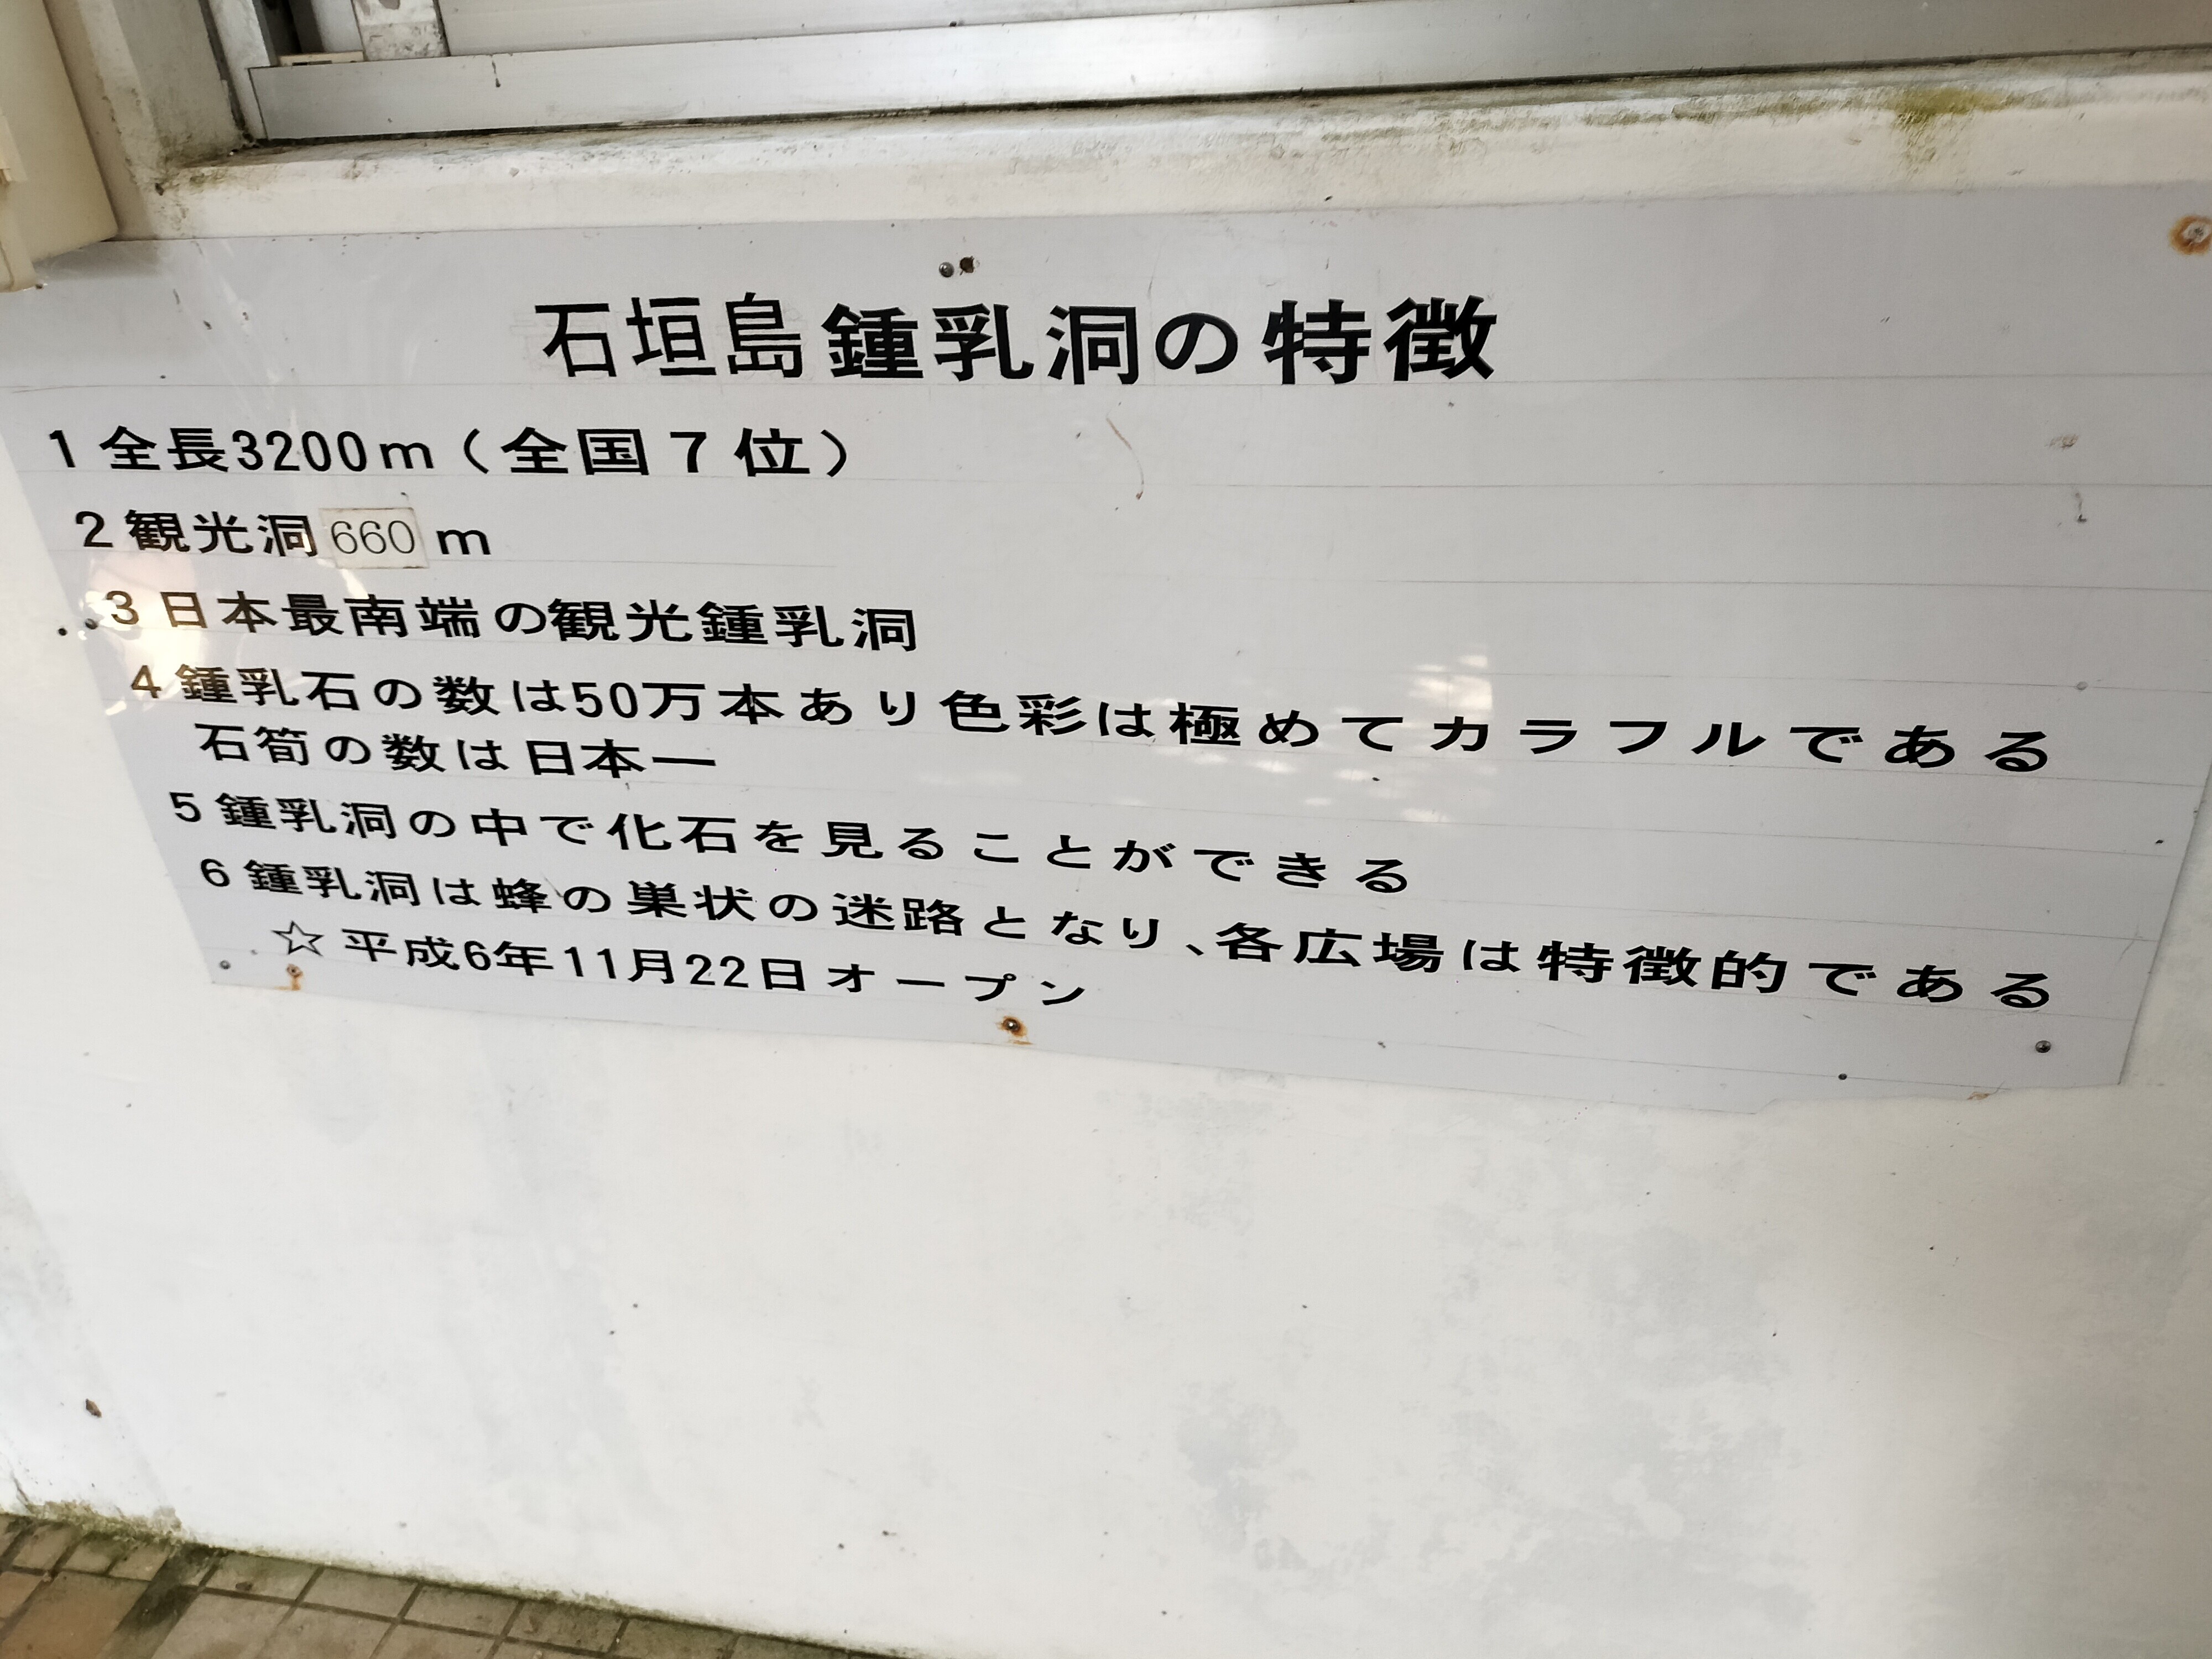 石垣島鍾乳洞の特徴
1 全長3200m（全国7位）
2 観光洞660m
3 日本最南端の観光鍾乳洞
4 鍾乳石の数は50万本あり色彩は極めてカラフルである
石筍の数は日本一
5 鍾乳洞の中で化石を見ることができる
6 鍾乳洞は蜂の巣状の迷路となり、各広場は特徴的である
☆ 平成6年11月22日オープン